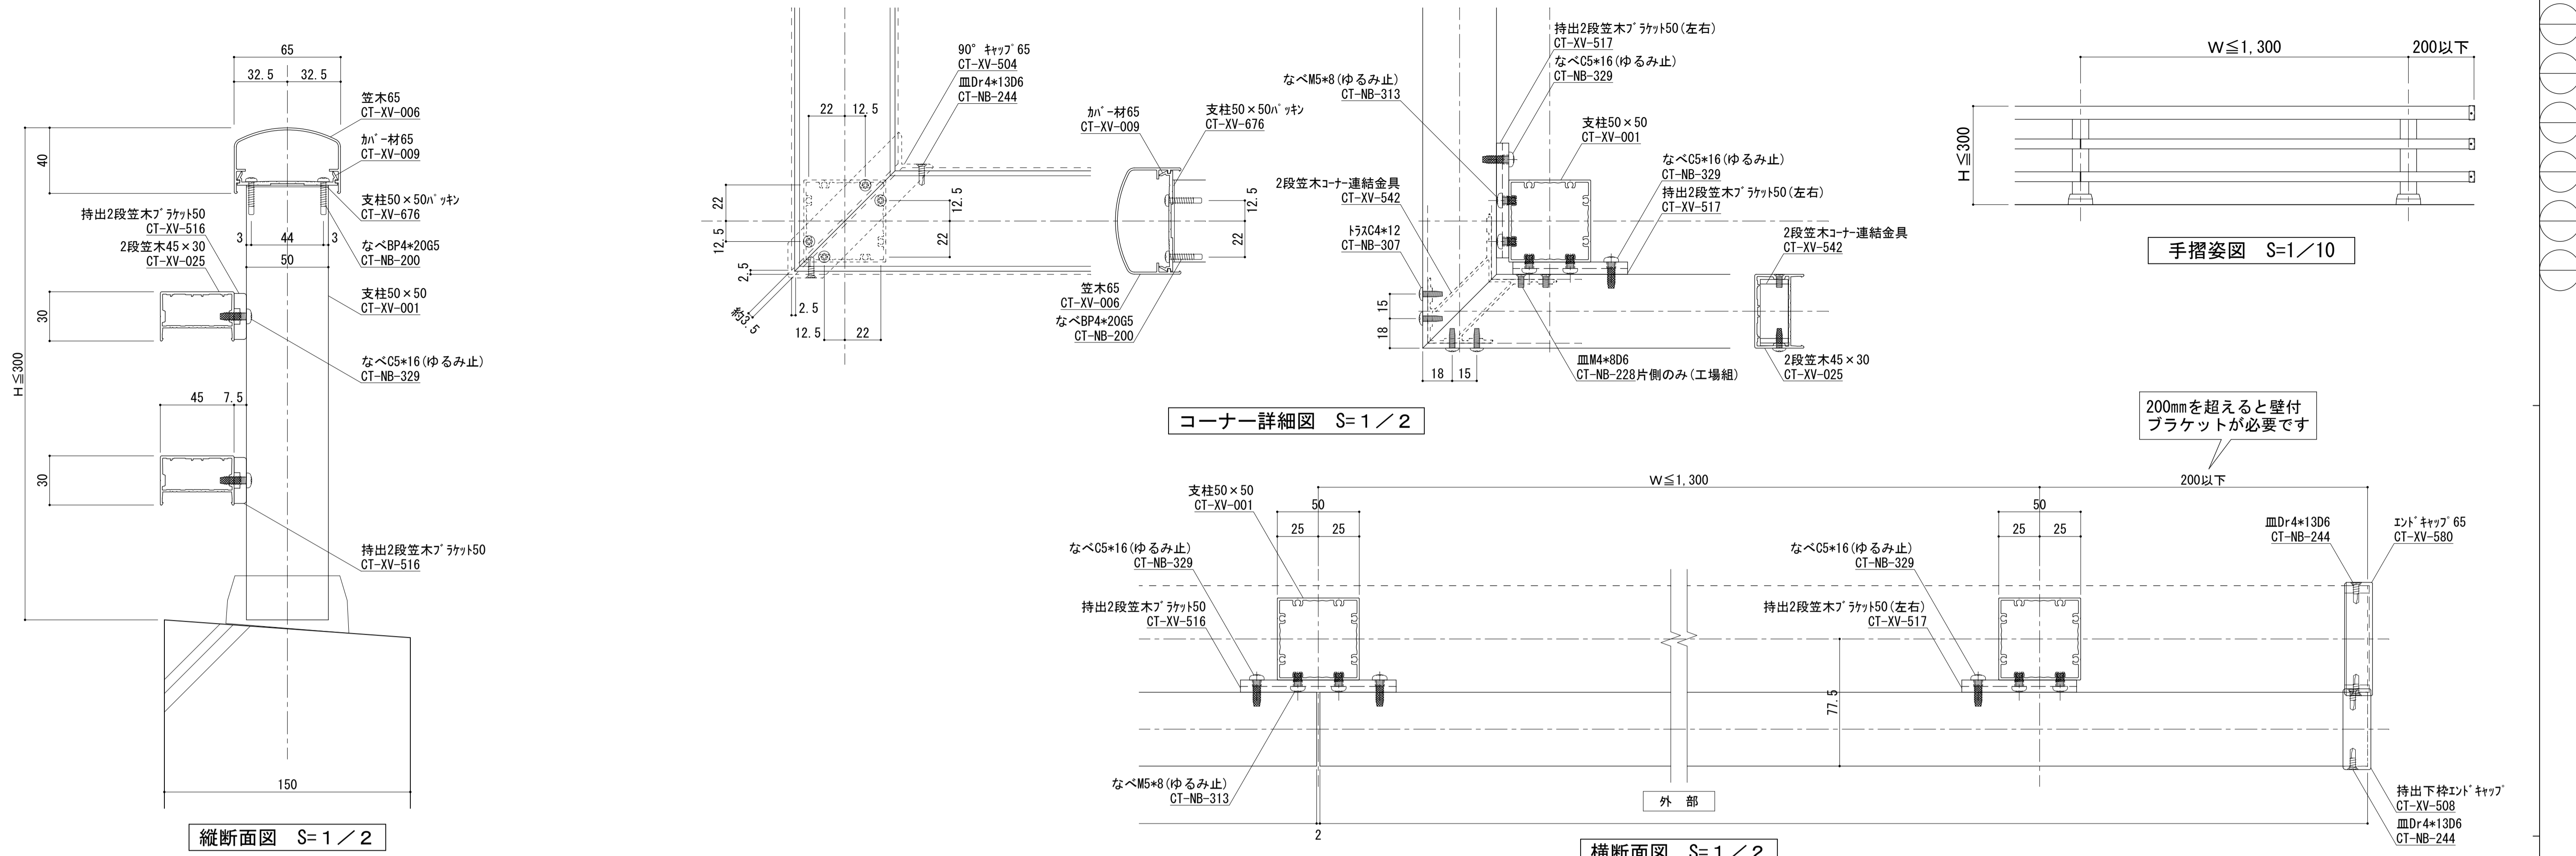 65
32.5
32.5
笠木65
CT-XV-006
カバー材65
CT-XV-009
40
支柱50×50パッキン
CT-XV-676
持出2段笠木ブラケット50
CT-XV-516
2段笠木45×30
CT-XV-025
3
44
3
なべBP4*20G5
CT-NB-200
50
支柱50×50
CT-XV-001
30
なべC5*16(ゆるみ止)
CT-NB-329
H≦300
45
7.5
30
持出2段笠木ブラケット50
CT-XV-516
150
縦断面図 S=1/2
90° キャップ65
CT-XV-504
皿Dr4*13D6
CT-NB-244
22
12.5
カバー材65
CT-XV-009
支柱50×50パッキン
CT-XV-676
22
12.5
12.5
22
12.5
22
2.5
約3.5
2.5
12.5
22
笠木65
CT-XV-006
なべBP4*20G5
CT-NB-200
持出2段笠木ブラケット50(左右)
CT-XV-517
なべC5*16(ゆるみ止)
CT-NB-329
なべM5*8(ゆるみ止)
CT-NB-313
支柱50×50
CT-XV-001
なべC5*16(ゆるみ止)
CT-NB-329
2段笠木コーナー連結金具
CT-XV-542
持出2段笠木ブラケット50(左右)
CT-XV-517
トラスC4*12
CT-NB-307
2段笠木コーナー連結金具
CT-XV-542
15
18
18
15
皿M4*8D6
CT-NB-228片側のみ(工場組)
2段笠木45×30
CT-XV-025
コーナー詳細図 S=1/2
W≦1,300
200以下
H≦300
手摺姿図 S=1/10
200mmを超えると壁付
ブラケットが必要です
W≦1,300
200以下
支柱50×50
CT-XV-001
50
25
25
50
25
25
なべC5*16(ゆるみ止)
CT-NB-329
なべC5*16(ゆるみ止)
CT-NB-329
皿Dr4*13D6
CT-NB-244
エンドキャップ65
CT-XV-580
持出2段笠木ブラケット50
CT-XV-516
持出2段笠木ブラケット50(左右)
CT-XV-517
77.5
なべM5*8(ゆるみ止)
CT-NB-313
外 部
持出下枠エンドキャップ
CT-XV-508
皿Dr4*13D6
CT-NB-244
2
横断面図 S=1/2